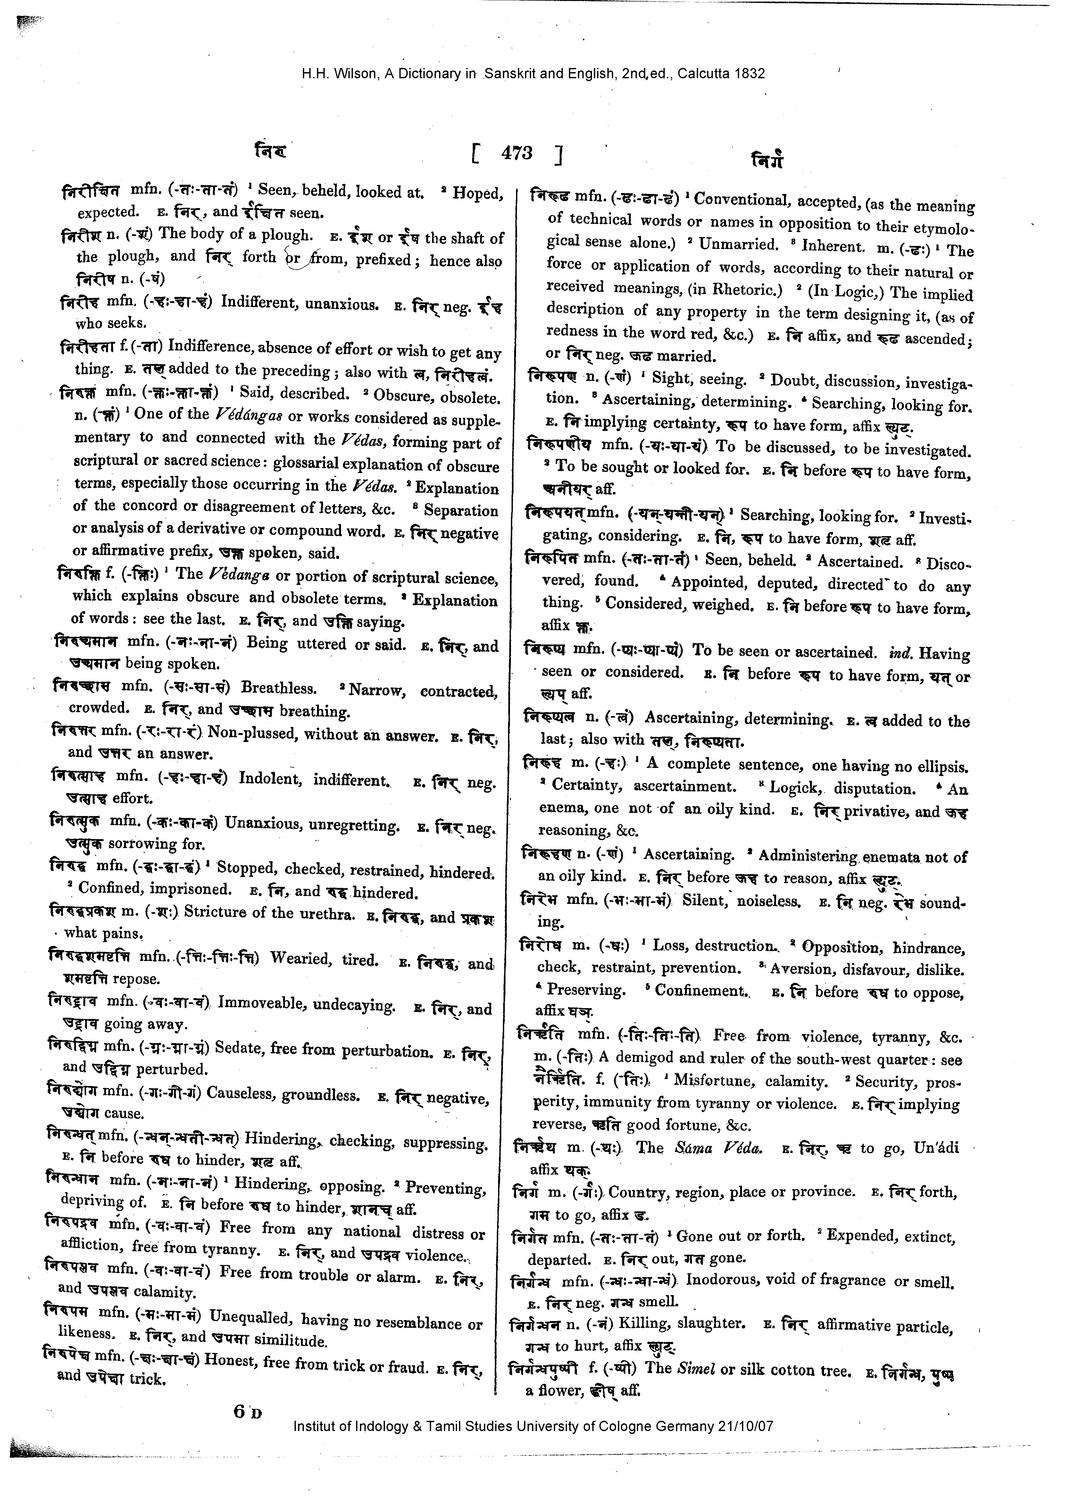 H.H. Wilson, A Dictionary in Sanskrit and English, 2nd,ed., Calcutta 1832
निरु
[ 473 ]
निर्ग
निरीक्षित mfn. (-तः-ता-तं) ¹ Seen, beheld, looked at. ² Hoped,
expected. E. निर्, and ईक्षित seen.
निरीश n. (-शं) The body of a plough. E. ईश or ईष the shaft of
the plough, and निर् forth or from, prefixed; hence also
निरीष n. (-षं)
निरीह mfn. (-हः-हा-हं) Indifferent, unanxious. E. निर् neg. ईह
who seeks.
निरीहता f. (-ता) Indifference, absence of effort or wish to get any
thing. E. तल् added to the preceding; also with त्व, निरीहत्वं.
निरुक्त mfn. (-क्तः-क्ता-क्तं) ¹ Said, described. ² Obscure, obsolete.
n. (-क्तं) ¹ One of the Védángas or works considered as supple-
mentary to and connected with the Védas, forming part of
scriptural or sacred science: glossarial explanation of obscure
terms, especially those occurring in the Védas. ² Explanation
of the concord or disagreement of letters, &c. ³ Separation
or analysis of a derivative or compound word. E. निर् negative
or affirmative prefix, उक्त spoken, said.
निरुक्ति f. (-क्तिः) ¹ The Védanga or portion of scriptural science,
which explains obscure and obsolete terms. ² Explanation
of words: see the last. E. निर्, and उक्ति saying.
निरुच्यमान mfn. (-नः-ना-नं) Being uttered or said. E. निर्, and
उच्यमान being spoken.
निरुच्छ्वास mfn. (-सः-सा-सं) Breathless. ² Narrow, contracted,
crowded. E. निर्, and उच्छ्वास breathing.
निरुत्तर mfn. (-रः-रा-रं) Non-plussed, without an answer. E. निर्,
and उत्तर an answer.
निरुत्साह mfn. (-हः-हा-हं) Indolent, indifferent. E. निर् neg.
उत्साह effort.
निरुत्सुक mfn. (-कः-का-कं) Unanxious, unregretting. E. निर् neg.
उत्सुक sorrowing for.
निरुद्ध mfn. (-द्धः-द्धा-द्धं) ¹ Stopped, checked, restrained, hindered.
² Confined, imprisoned. E. नि, and रुद्ध hindered.
निरुद्धप्रकश m. (-शः) Stricture of the urethra. E. निरुद्ध, and प्रकश
what pains.
निरुद्धश्मष्टत्ति mfn. (-त्तिः-त्तिः-त्ति) Wearied, tired. E. निरुद्ध, and
repose.
निरुद्राव mfn. (-वः-वा-वं) Immoveable, undecaying. E. निर्, and
उद्राव going away.
निरुद्विग्न mfn. (-ग्नः-ग्ना-ग्नं) Sedate, free from perturbation. E. निर्,
and उद्विग्न perturbed.
निरुद्योग mfn. (-गः-गी-गं) Causeless, groundless. E. निर् negative,
उद्योग cause.
निरुन्धत् mfn. (-न्धन्-न्धती-न्धत्) Hindering, checking, suppressing.
E. नि before रुध to hinder, शतृ aff.
निरुन्धान mfn. (-नः-ना-नं) ¹ Hindering, opposing. ² Preventing,
depriving of. E. नि before रुध to hinder, शानच् aff.
निरुपद्रव mfn. (-वः-वा-वं) Free from any national distress or
affliction, free from tyranny. E. निर्, and उपद्रव violence.
निरुपप्लव mfn. (-वः-वा-वं) Free from trouble or alarm. E. निर्,
and उपप्लव calamity.
निरुपम mfn. (-मः-मा-मं) Unequalled, having no resemblance or
likeness. E. निर्, and उपमा similitude.
निरुपेक्ष mfn. (-क्षः-क्षा-क्षं) Honest, free from trick or fraud. E. निर्,
and उपेक्षा trick.
6 D
निरूढ mfn. (-ढः-ढा-ढं) ¹ Conventional, accepted, (as the meaning
of technical words or names in opposition to their etymolo-
gical sense alone.) ² Unmarried. ³ Inherent. m. (-ढः) ¹ The
force or application of words, according to their natural or
received meanings, (in Rhetoric.) ² (In Logic,) The implied
description of any property in the term designing it, (as of
redness in the word red, &c.) E. नि affix, and रूढ ascended;
or निर् neg. ऊढ married.
निरूपण n. (-णं) ¹ Sight, seeing. ² Doubt, discussion, investiga-
tion. ³ Ascertaining, determining. ⁴ Searching, looking for.
E. नि implying certainty, रूप to have form, affix ल्युट्.
निरूपणीय mfn. (-यः-या-यं) To be discussed, to be investigated.
² To be sought or looked for. E. नि before रूप to have form,
अनीयर् aff.
निरूपयत् mfn. (-यन्-यन्ती-यत्) ¹ Searching, looking for. ² Investi-
gating, considering. E. नि, रूप to have form, शतृ aff.
निरूपित mfn. (-तः-ता-तं) ¹ Seen, beheld. ² Ascertained. ³ Disco-
vered, found. ⁴ Appointed, deputed, directed to do any
thing. ⁵ Considered, weighed. E. नि before रूप to have form,
affix क्त.
निरूप्य mfn. (-प्यः-प्या-प्यं) To be seen or ascertained. ind. Having
seen or considered. E. नि before रूप to have form, यत् or
ल्यप् aff.
निरूप्यत्व n. (-त्वं) Ascertaining, determining. E. त्व added to the
last; also with तल्, निरूप्यता.
निरूह m. (-हः) ¹ A complete sentence, one having no ellipsis.
² Certainty, ascertainment. ³ Logick, disputation. ⁴ An
enema, one not of an oily kind. E. निर् privative, and ऊह
reasoning, &c.
निरूहण n. (-णं) ¹ Ascertaining. ² Administering enemata not of
an oily kind. E. निर् before ऊह to reason, affix ल्युट्.
निरेभ mfn. (-भः-भा-भं) Silent, noiseless. E. नि neg. रेभ sound-
ing.
निरोध m. (-धः) ¹ Loss, destruction. ² Opposition, hindrance,
check, restraint, prevention. ³ Aversion, disfavour, dislike.
⁴ Preserving. ⁵ Confinement. E. नि before रुध to oppose,
affix घञ्.
निरृति mfn. (-तिः-तिः-ति) Free from violence, tyranny, &c.
m. (-तिः) A demigod and ruler of the south-west quarter: see
नैरृति. f. (-तिः) ¹ Misfortune, calamity. ² Security, pros-
perity, immunity from tyranny or violence. E. निर् implying
reverse, ऋति good fortune, &c.
निरृथ m. (-थः) The Sáma Véda. E. निर्, ऋ to go, Un'ádi
affix थक्.
निर्ग m. (-र्गः) Country, region, place or province. E. निर् forth,
गम to go, affix ड.
निर्गत mfn. (-तः-ता-तं) ¹ Gone out or forth. ² Expended, extinct,
departed. E. निर् out, गत gone.
निर्गन्ध mfn. (-न्धः-न्धा-न्धं) Inodorous, void of fragrance or smell.
E. निर् neg. गन्ध smell.
निर्गन्धन n. (-नं) Killing, slaughter. E. निर् affirmative particle,
गन्ध to hurt, affix ल्युट्.
निर्गन्धपुष्पी f. (-ष्पी) The Simel or silk cotton tree. E. निर्गन्ध, पुष्प
a flower, ङीष् aff.
Institut of Indology & Tamil Studies University of Cologne Germany 21/10/07